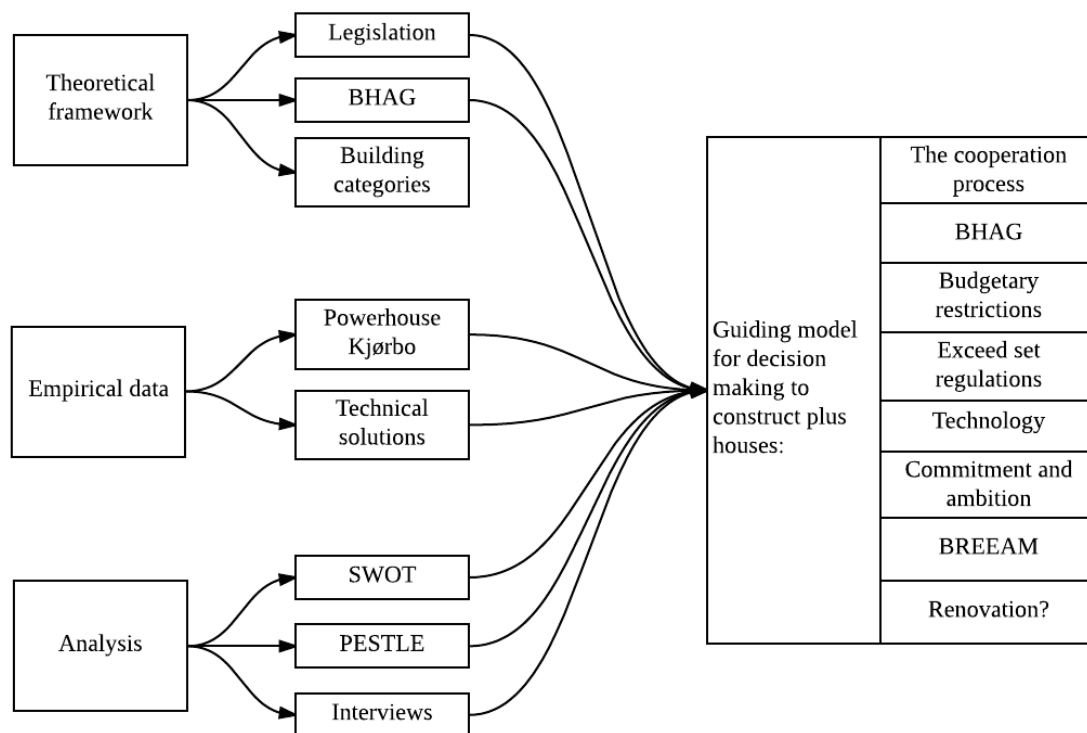 Theoretical
framework
Legislation
BHAG
Building
categories
Empirical data
Powerhouse
Kjørbo
Technical
solutions
Analysis
SWOT
PESTLE
Interviews
Guiding model
for decision
making to
construct plus
houses:
The cooperation
process
BHAG
Budgetary
restrictions
Exceed set
regulations
Technology
Commitment and
ambition
BREEAM
Renovation?